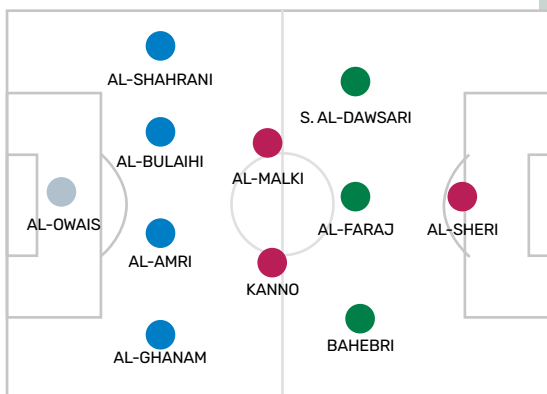 AL-SHAHRANI
S. AL-DAWSARI
AL-BULAIHI
AL-MALKI
AL-OWAIS
AL-FARAJ
AL-SHERI
AL-AMRI
KANNO
BAHEBRI
AL-GHANAM